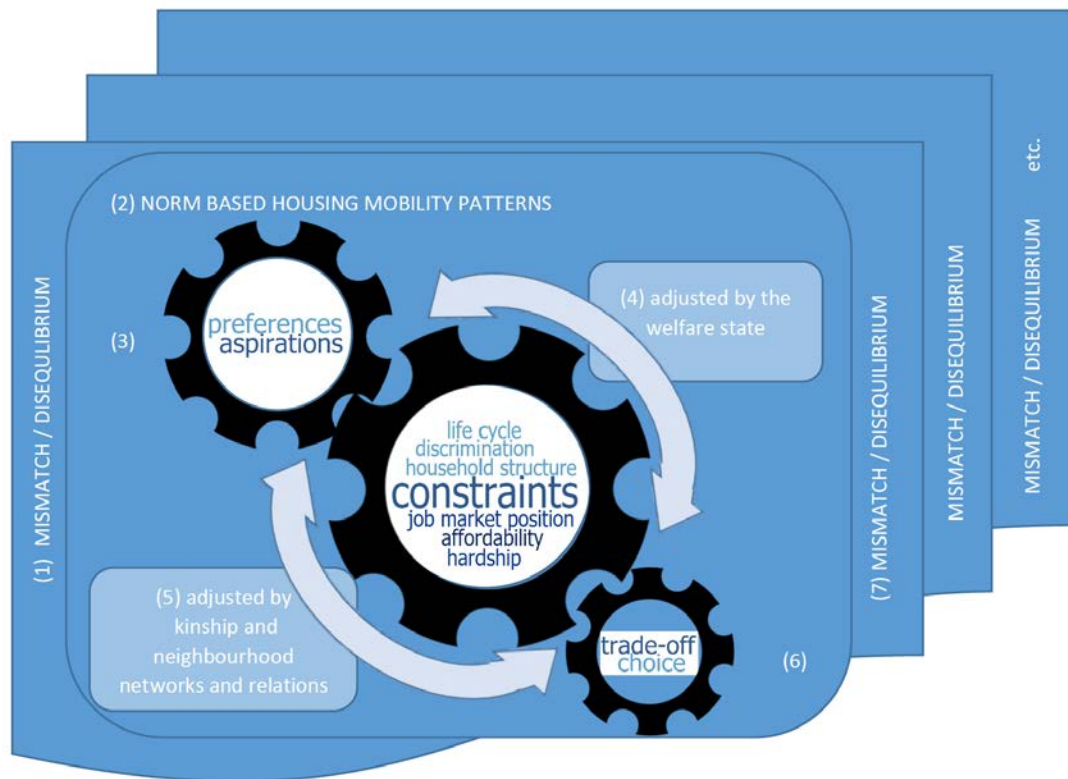 (1) MISMATCH / DISEQULIBRIUM
(2) NORM BASED HOUSING MOBILITY PATTERNS
(3)
preferences
aspirations
(4) adjusted by the
welfare state
life cycle
discrimination
household structure
constraints
job market position
affordability
hardship
(5) adjusted by
kinship and
neighbourhood
networks and relations
trade-off
choice
(6)
(7) MISMATCH / DISEQUILIBRIUM
MISMATCH / DISEQUILIBRIUM
MISMATCH / DISEQUILIBRIUM
etc.